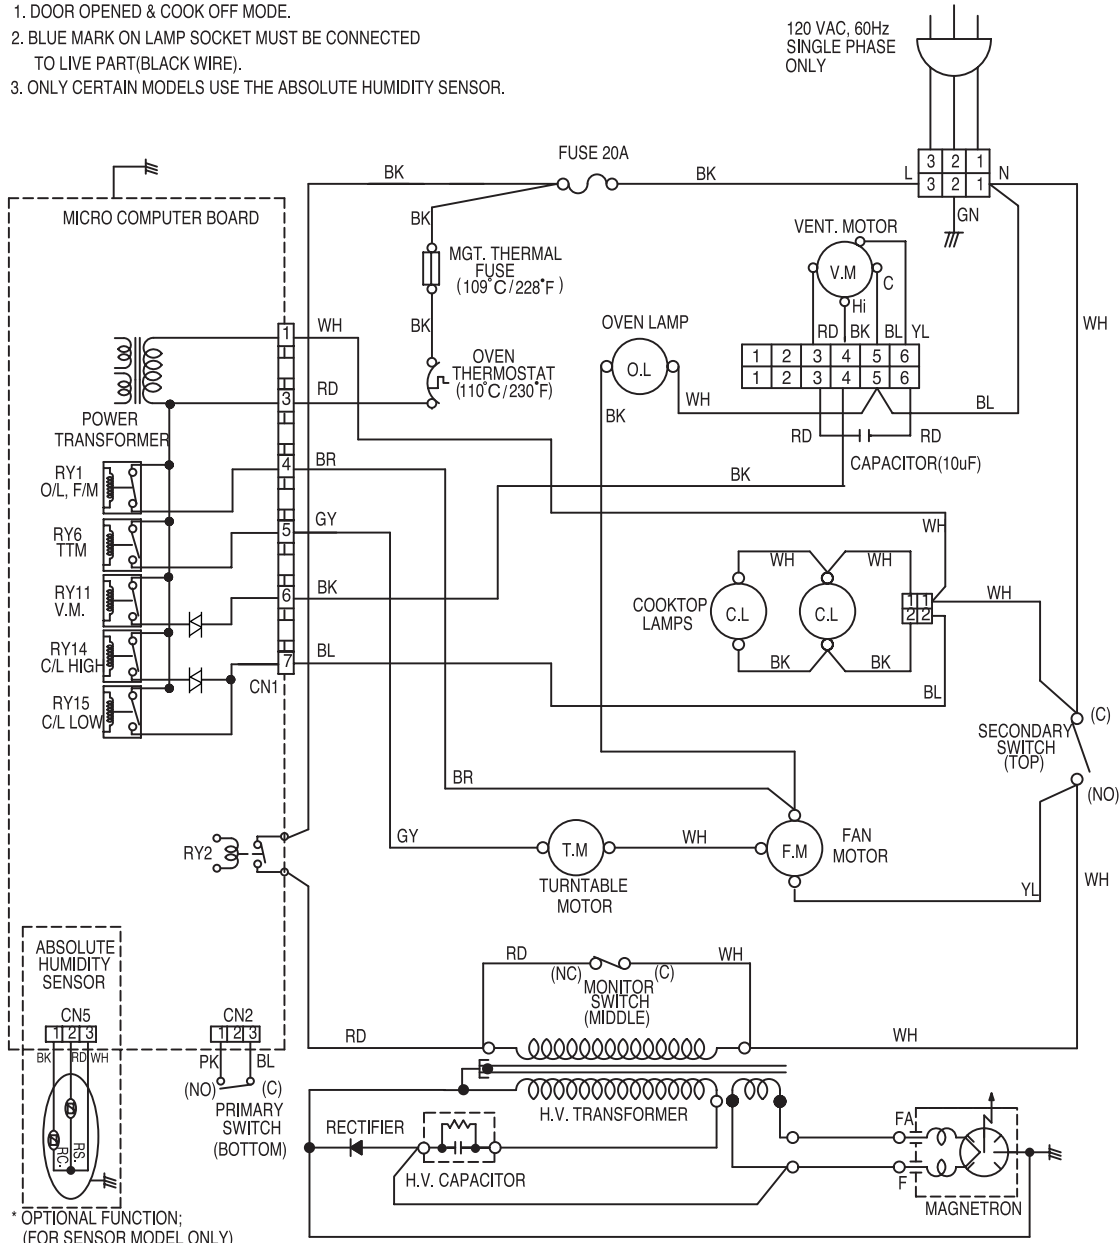 1. DOOR OPENED & COOK OFF MODE.
2. BLUE MARK ON LAMP SOCKET MUST BE CONNECTED
TO LIVE PART(BLACK WIRE).
3. ONLY CERTAIN MODELS USE THE ABSOLUTE HUMIDITY SENSOR.
120 VAC, 60Hz
SINGLE PHASE
ONLY
FUSE 20A
BK
BK
L
3 2 1
3 2 1
N
GN
MICRO COMPUTER BOARD
BK
MGT. THERMAL
FUSE
(109°C/228°F)
BK
OVEN
THERMOSTAT
(110°C/230°F)
VENT. MOTOR
V.M
C
Hi
RD BK BL YL
1 2 3 4 5 6
1 2 3 4 5 6
RD
RD
CAPACITOR(10uF)
OVEN LAMP
O.L
WH
BK
BL
WH
POWER
TRANSFORMER
1
WH
3
RD
4
BR
5
GY
6
BK
7
BL
CN1
BK
RY1
O/L, F/M
RY6
TTM
RY11
V.M.
RY14
C/L HIGH
RY15
C/L LOW
WH
WH
WH
COOKTOP
LAMPS
C.L
C.L
1 1
2 2
WH
BK
BK
BL
(C)
SECONDARY
SWITCH
(TOP)
(NO)
BR
RY2
GY
T.M
TURNTABLE
MOTOR
WH
F.M
FAN
MOTOR
YL
WH
ABSOLUTE
HUMIDITY
SENSOR
CN5
1 2 3
BK RD WH
RC.
RS.
* OPTIONAL FUNCTION;
(FOR SENSOR MODEL ONLY)
CN2
1 2 3
PK
BL
(NO)
(C)
PRIMARY
SWITCH
(BOTTOM)
RD
WH
(NC)
(C)
MONITOR
SWITCH
(MIDDLE)
RD
WH
H.V. TRANSFORMER
RECTIFIER
H.V. CAPACITOR
FA
F
MAGNETRON